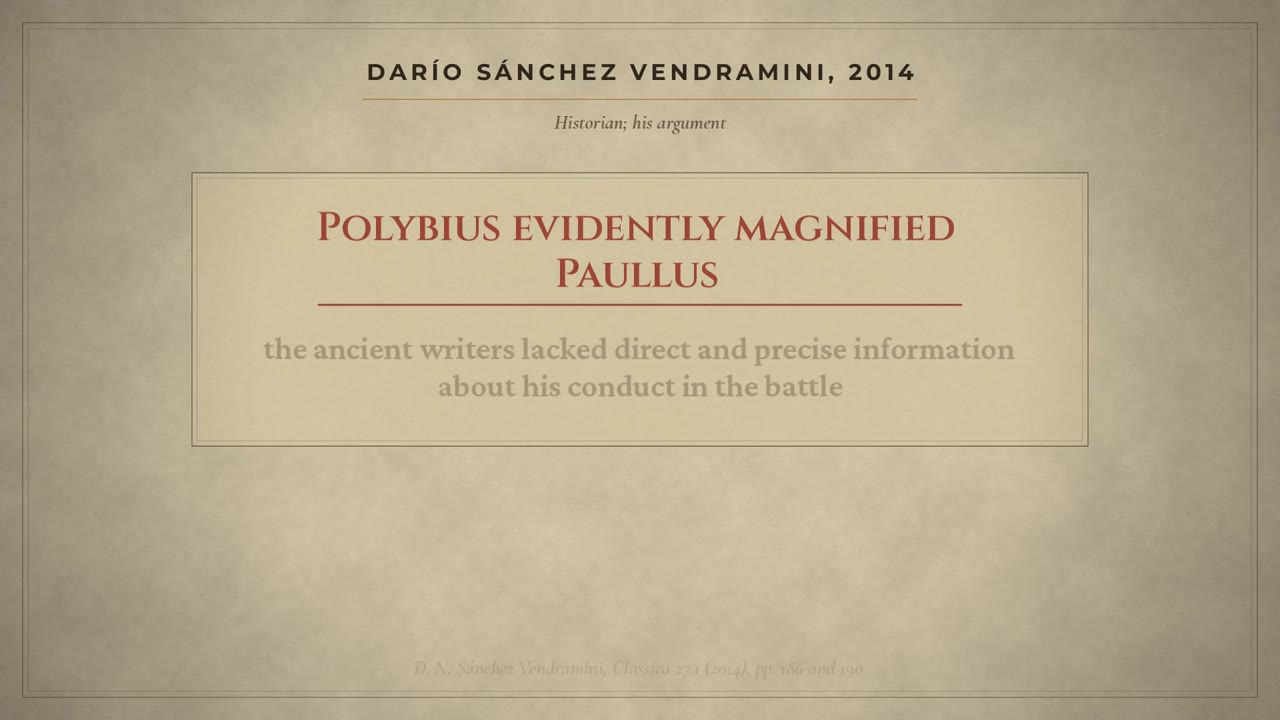 DARÍO SÁNCHEZ VENDRAMINI, 2014
Historian; his argument
Polybius evidently magnified
Paullus
the ancient writers lacked direct and precise information
about his conduct in the battle
D. N. Sánchez Vendramini, Classica 27.1 (2014), pp. 186 and 190